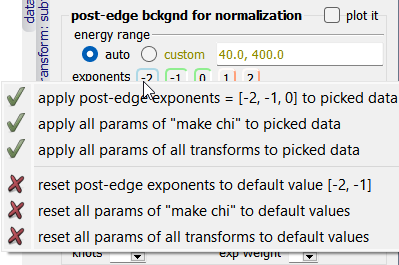 post-edge bckgnd for normalization plot it
energy range
auto custom 40.0, 400.0
exponents -2 -1 0 1 2
apply post-edge exponents = [-2, -1, 0] to picked data
apply all params of "make chi" to picked data
apply all params of all transforms to picked data
reset post-edge exponents to default value [-2, -1]
reset all params of "make chi" to default values
reset all params of all transforms to default values
knots exp weight
data